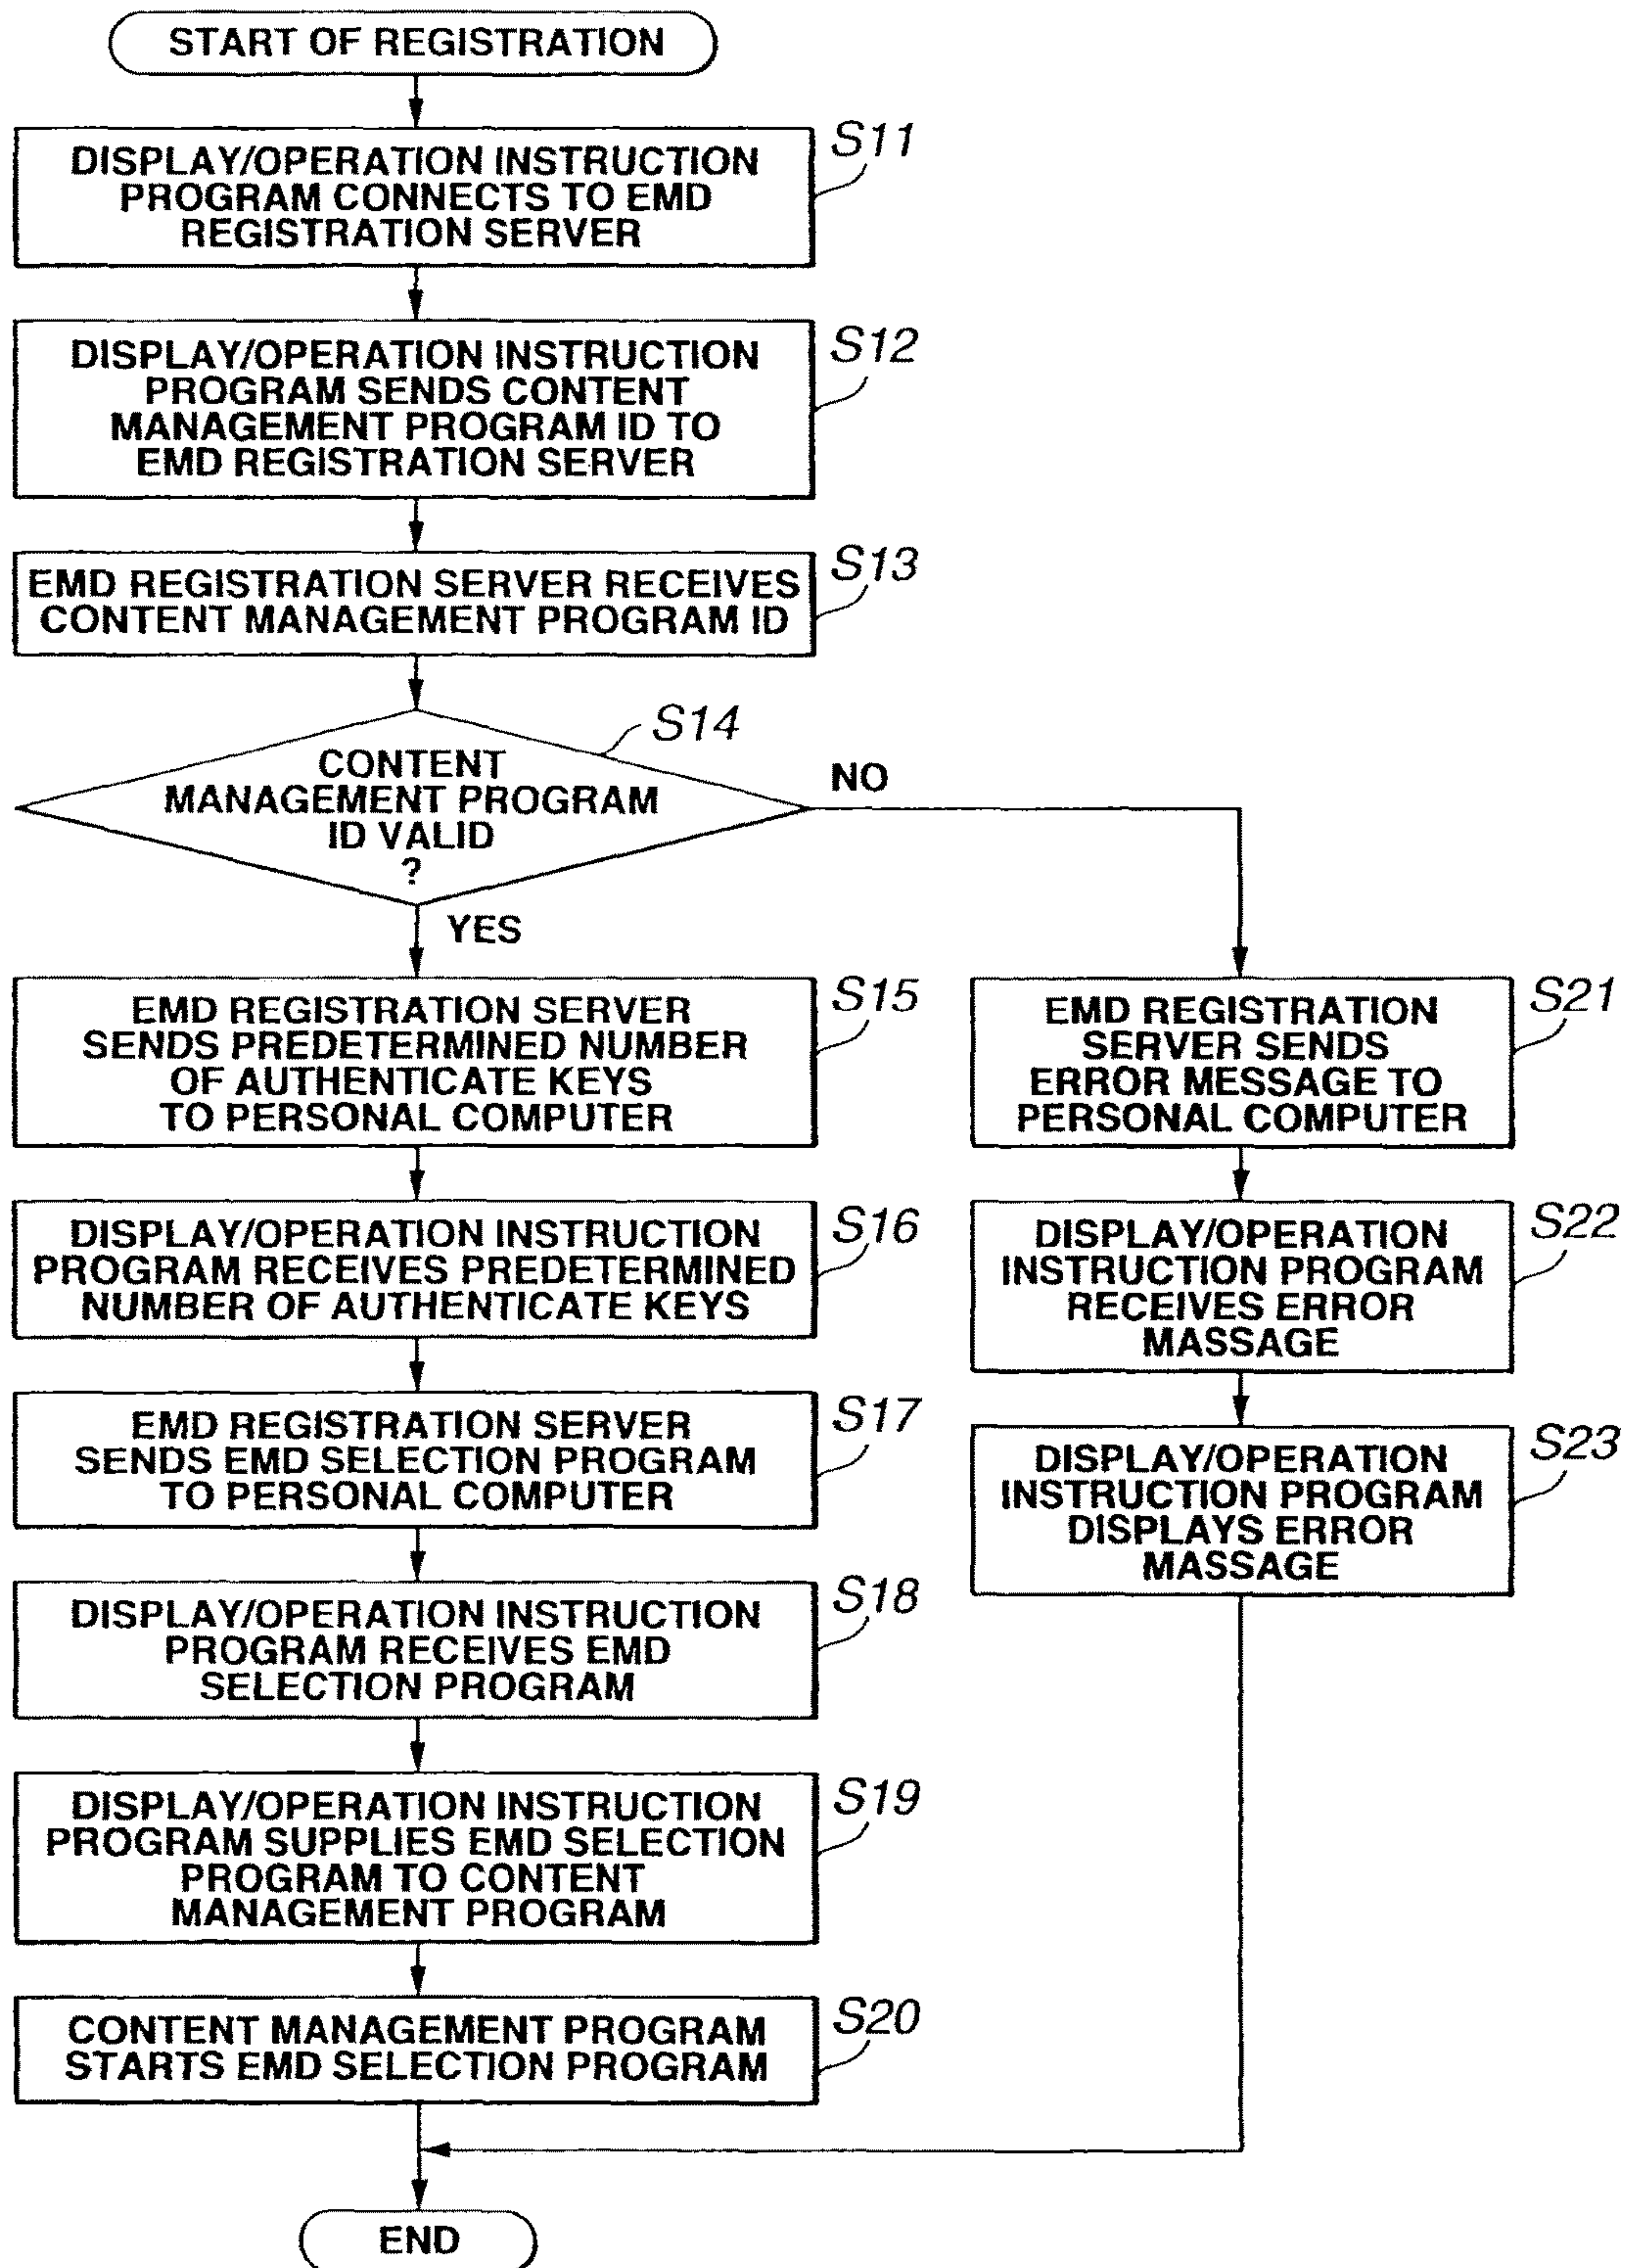 START OF REGISTRATION
S11
DISPLAY/OPERATION INSTRUCTION
PROGRAM CONNECTS TO EMD
REGISTRATION SERVER
S12
DISPLAY/OPERATION INSTRUCTION
PROGRAM SENDS CONTENT
MANAGEMENT PROGRAM ID TO
EMD REGISTRATION SERVER
S13
EMD REGISTRATION SERVER RECEIVES
CONTENT MANAGEMENT PROGRAM ID
S14
CONTENT
MANAGEMENT PROGRAM
ID VALID
?
NO
YES
S15
EMD REGISTRATION SERVER
SENDS PREDETERMINED NUMBER
OF AUTHENTICATE KEYS
TO PERSONAL COMPUTER
S16
DISPLAY/OPERATION INSTRUCTION
PROGRAM RECEIVES PREDETERMINED
NUMBER OF AUTHENTICATE KEYS
S17
EMD REGISTRATION SERVER
SENDS EMD SELECTION PROGRAM
TO PERSONAL COMPUTER
S18
DISPLAY/OPERATION INSTRUCTION
PROGRAM RECEIVES EMD
SELECTION PROGRAM
S19
DISPLAY/OPERATION INSTRUCTION
PROGRAM SUPPLIES EMD SELECTION
PROGRAM TO CONTENT
MANAGEMENT PROGRAM
S20
CONTENT MANAGEMENT PROGRAM
STARTS EMD SELECTION PROGRAM
S21
EMD REGISTRATION
SERVER SENDS
ERROR MESSAGE TO
PERSONAL COMPUTER
S22
DISPLAY/OPERATION
INSTRUCTION PROGRAM
RECEIVES ERROR
MASSAGE
S23
DISPLAY/OPERATION
INSTRUCTION PROGRAM
DISPLAYS ERROR
MASSAGE
END